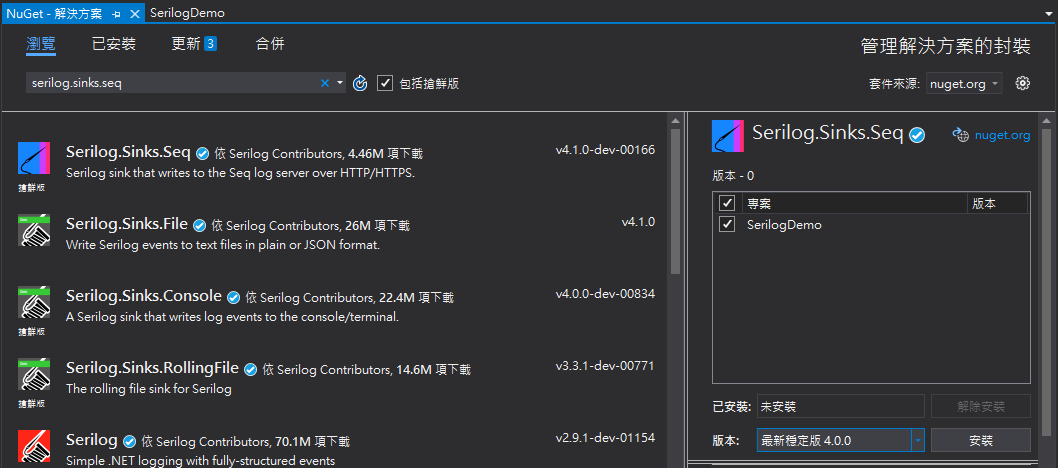 NuGet - 解決方案 SerilogDemo
瀏覽 已安裝 更新 3 合併
管理解決方案的封裝
serilog.sinks.seq 包括搶鮮版
套件來源: nuget.org
Serilog.Sinks.Seq 依 Serilog Contributors, 4.46M 項下載 v4.1.0-dev-00166
Serilog sink that writes to the Seq log server over HTTP/HTTPS.
搶鮮版
Serilog.Sinks.File 依 Serilog Contributors, 26M 項下載 v4.1.0
Write Serilog events to text files in plain or JSON format.
Serilog.Sinks.Console 依 Serilog Contributors, 22.4M 項下載 v4.0.0-dev-00834
A Serilog sink that writes log events to the console/terminal.
搶鮮版
Serilog.Sinks.RollingFile 依 Serilog Contributors, 14.6M 項下載 v3.3.1-dev-00771
The rolling file sink for Serilog
搶鮮版
Serilog 依 Serilog Contributors, 70.1M 項下載 v2.9.1-dev-01154
Simple .NET logging with fully-structured events
Serilog.Sinks.Seq nuget.org
版本 - 0
專案 版本
SerilogDemo
已安裝: 未安裝 解除安裝
版本: 最新穩定版 4.0.0 安裝